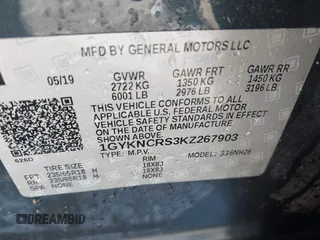 MFD BY GENERAL MOTORS LLC
05/19 GVWR GAWR FRT GAWR RR
2722 KG 1350 KG 1450 KG
6001 LB 2976 LB 3196 LB
THIS VEHICLE CONFORMS TO ALL
APPLICABLE U.S. FEDERAL MOTOR
VEHICLE SAFETY
STANDARDS IN EFFECT ON THE DATE OF
MANUFACTURE SHOWN ABOVE.
1GYKNCRS3KZ267903
TYPE: M.P.V. MODEL:
TIRE SIZE RIM
FRT 235/65R18 H 18X8J
RR 235/65R18 H 18X8J
SPA NONE NONE
DREAMBID